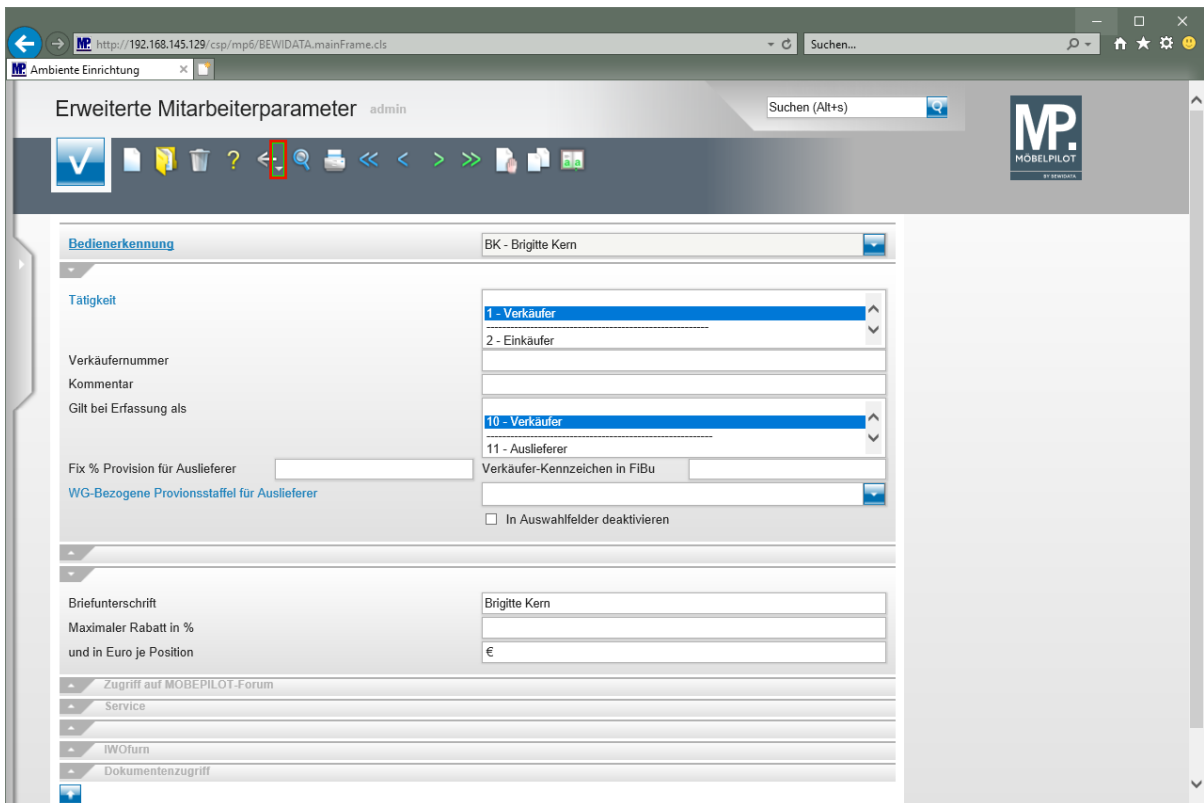 http://192.168.145.129/csp/mp6/BEWIDATA.mainFrame.cls
Suchen...
MP. Ambiente Einrichtung
Erweiterte Mitarbeiterparameter admin
Suchen (Alt+s)
MP.
MÖBELPILOT
BY BEWIDATA
Bedienerkennung
BK - Brigitte Kern
Tätigkeit
1 - Verkäufer
2 - Einkäufer
Verkäufernummer
Kommentar
Gilt bei Erfassung als
10 - Verkäufer
11 - Auslieferer
Fix % Provision für Auslieferer
Verkäufer-Kennzeichen in FiBu
WG-Bezogene Provionsstaffel für Auslieferer
In Auswahlfelder deaktivieren
Briefunterschrift
Brigitte Kern
Maximaler Rabatt in %
und in Euro je Position
€
Zugriff auf MOBEPILOT-Forum
Service
IWOfurn
Dokumentenzugriff